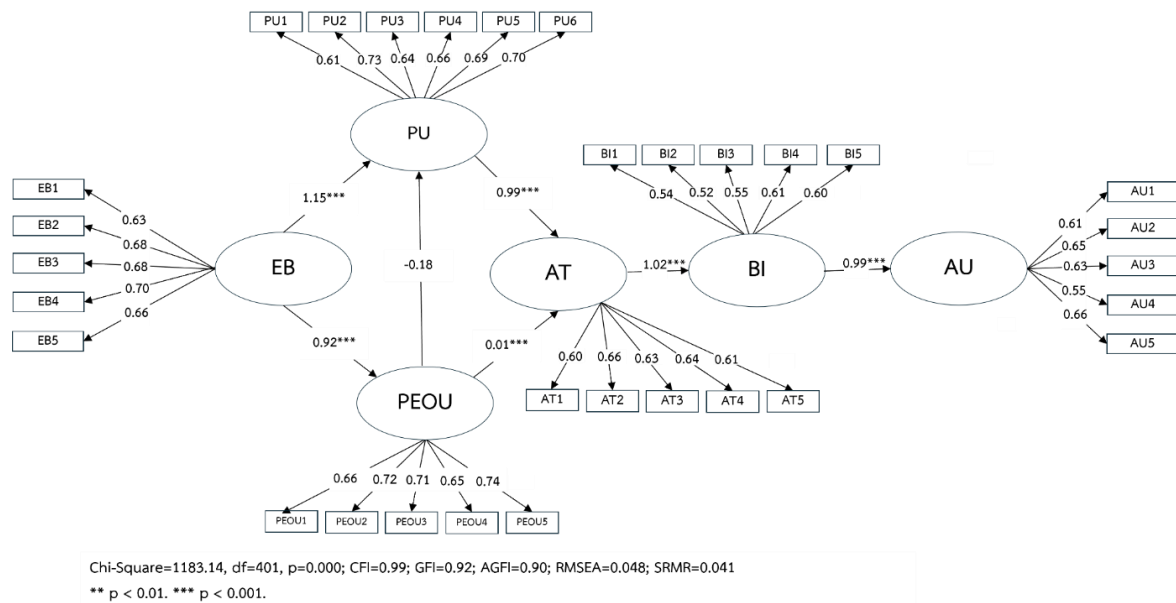 PU1 PU2 PU3 PU4 PU5 PU6
0.61 0.73 0.64 0.66 0.69 0.70
PU
BI1 BI2 BI3 BI4 BI5
0.54 0.52 0.55 0.61 0.60
EB1
EB2
EB3
EB4
EB5
0.63
0.68
0.68
0.70
0.66
1.15***
0.99***
-0.18
EB
AT
1.02***
BI
0.99***
AU
0.61
0.65
0.63
0.55
0.66
AU1
AU2
AU3
AU4
AU5
0.92***
0.01***
PEOU
0.60 0.66 0.63 0.64 0.61
AT1 AT2 AT3 AT4 AT5
0.66 0.72 0.71 0.65 0.74
PEOU1 PEOU2 PEOU3 PEOU4 PEOU5
Chi-Square=1183.14, df=401, p=0.000; CFI=0.99; GFI=0.92; AGFI=0.90; RMSEA=0.048; SRMR=0.041
** p < 0.01. *** p < 0.001.